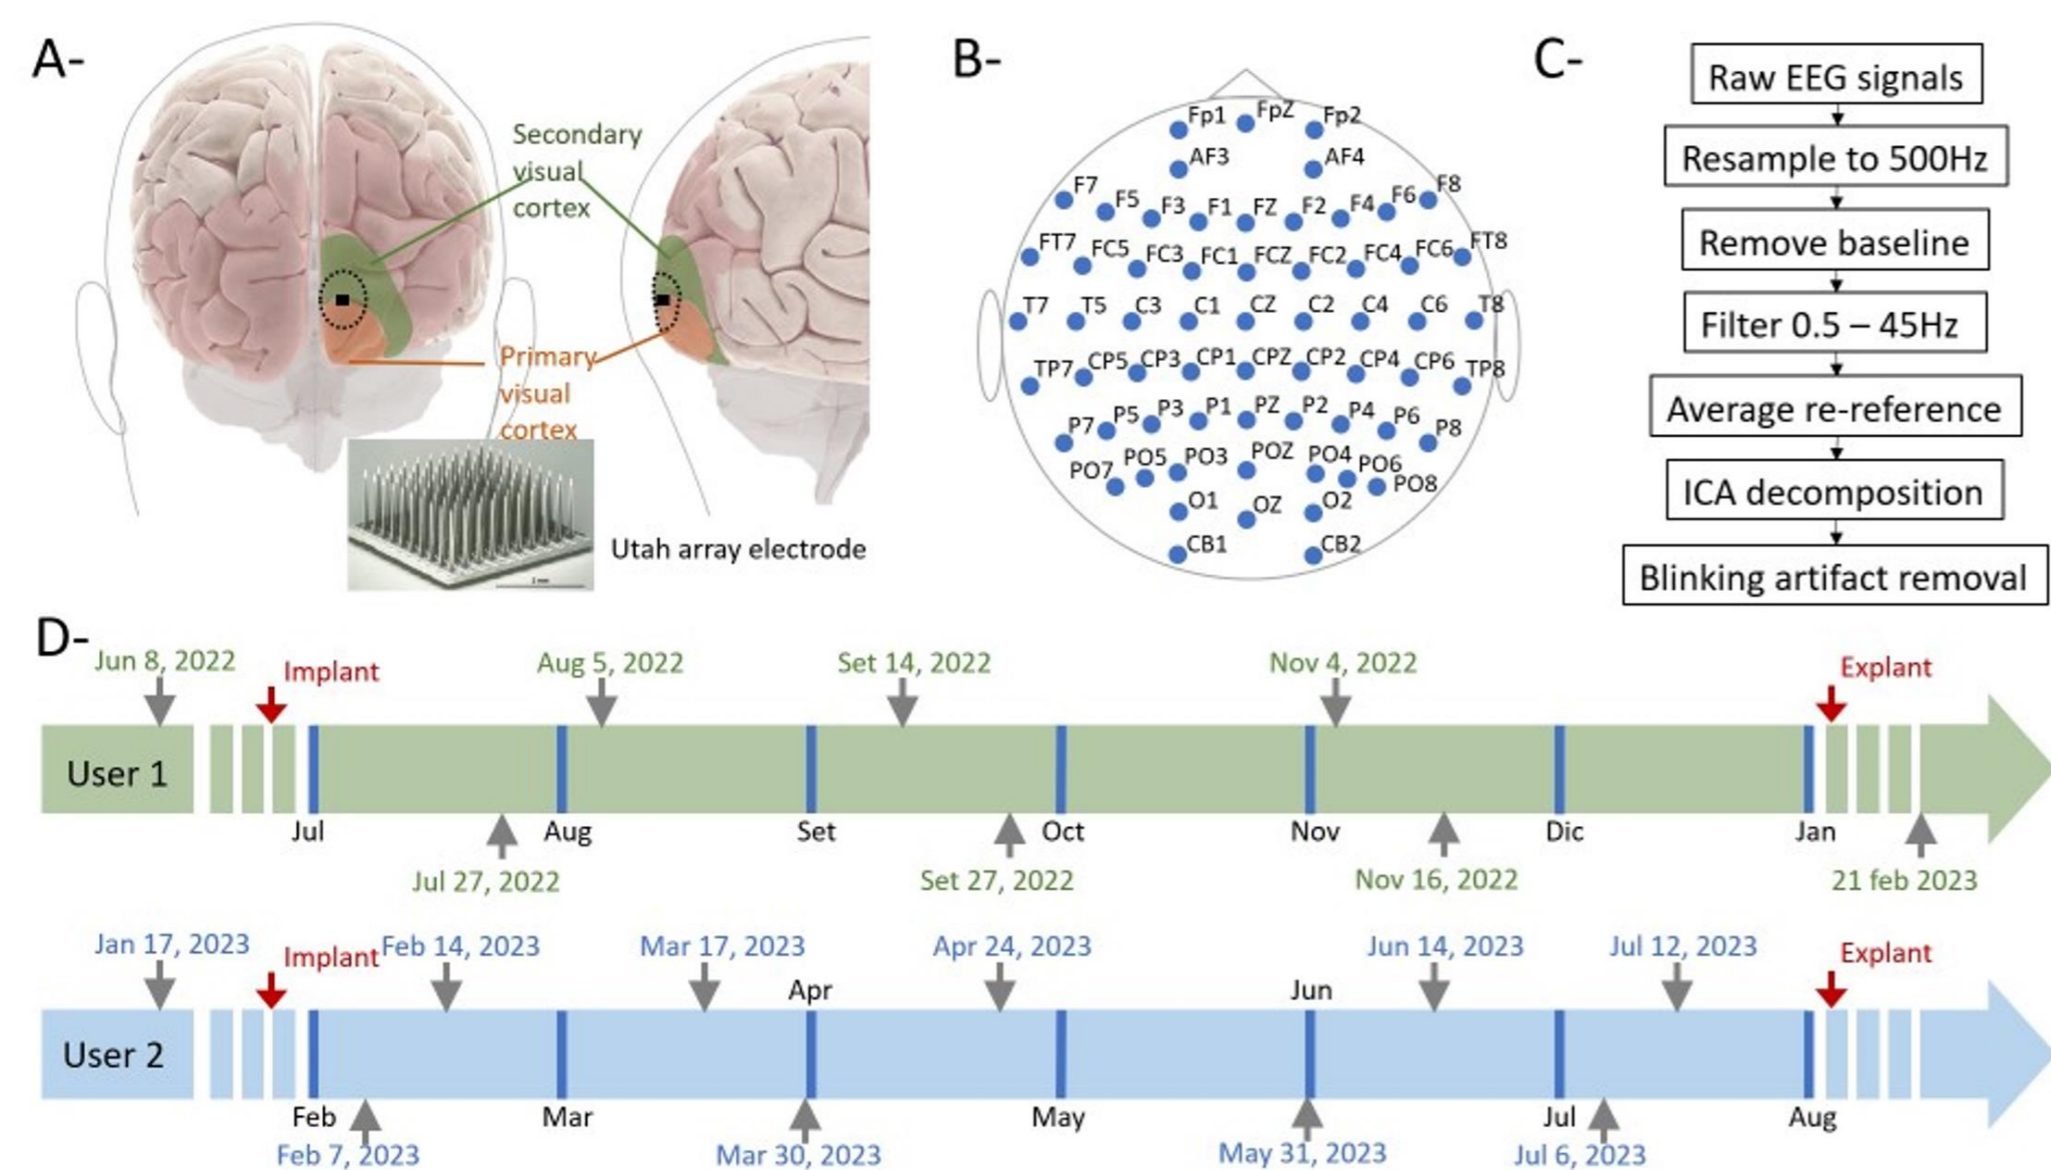 A-
Secondary
visual
cortex
Primary
visual
cortex
Utah array electrode
B-
Fp1 FpZ Fp2
AF3 AF4
F7 F5 F3 F1 FZ F2 F4 F6 F8
FT7 FC5 FC3 FC1 FCZ FC2 FC4 FC6 FT8
T7 T5 C3 C1 CZ C2 C4 C6 T8
TP7 CP5 CP3 CP1 CPZ CP2 CP4 CP6 TP8
P7 P5 P3 P1 PZ P2 P4 P6 P8
PO7 PO5 PO3 POZ PO4 PO6 PO8
O1 OZ O2
CB1 CB2
C-
Raw EEG signals
Resample to 500Hz
Remove baseline
Filter 0.5 – 45Hz
Average re-reference
ICA decomposition
Blinking artifact removal
D-
Jun 8, 2022 Implant Aug 5, 2022 Set 14, 2022 Nov 4, 2022 Explant
User 1
Jul Aug Set Oct Nov Dic Jan
Jul 27, 2022 Set 27, 2022 Nov 16, 2022 21 feb 2023
Jan 17, 2023 Implant Feb 14, 2023 Mar 17, 2023 Apr 24, 2023 Jun 14, 2023 Jul 12, 2023 Explant
Apr Jun
User 2
Feb Mar May Jul Aug
Feb 7, 2023 Mar 30, 2023 May 31, 2023 Jul 6, 2023